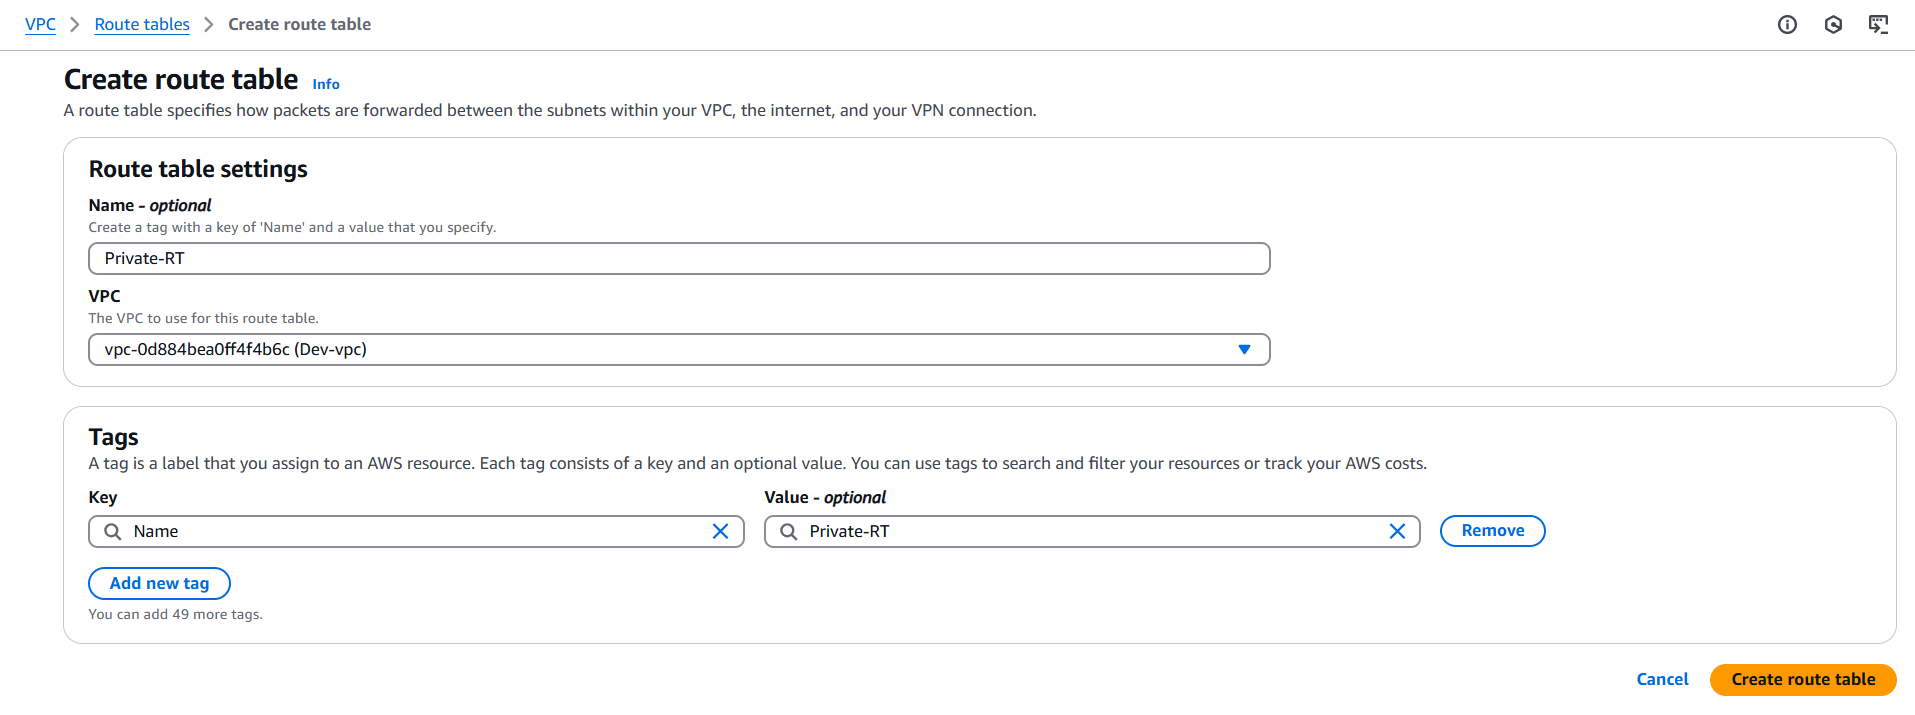 VPC > Route tables > Create route table
Create route table Info
A route table specifies how packets are forwarded between the subnets within your VPC, the internet, and your VPN connection.
Route table settings
Name - optional
Create a tag with a key of 'Name' and a value that you specify.
Private-RT
VPC
The VPC to use for this route table.
vpc-0d884bea0ff4f4b6c (Dev-vpc)
Tags
A tag is a label that you assign to an AWS resource. Each tag consists of a key and an optional value. You can use tags to search and filter your resources or track your AWS costs.
Key Value - optional
Name Private-RT Remove
Add new tag
You can add 49 more tags.
Cancel Create route table